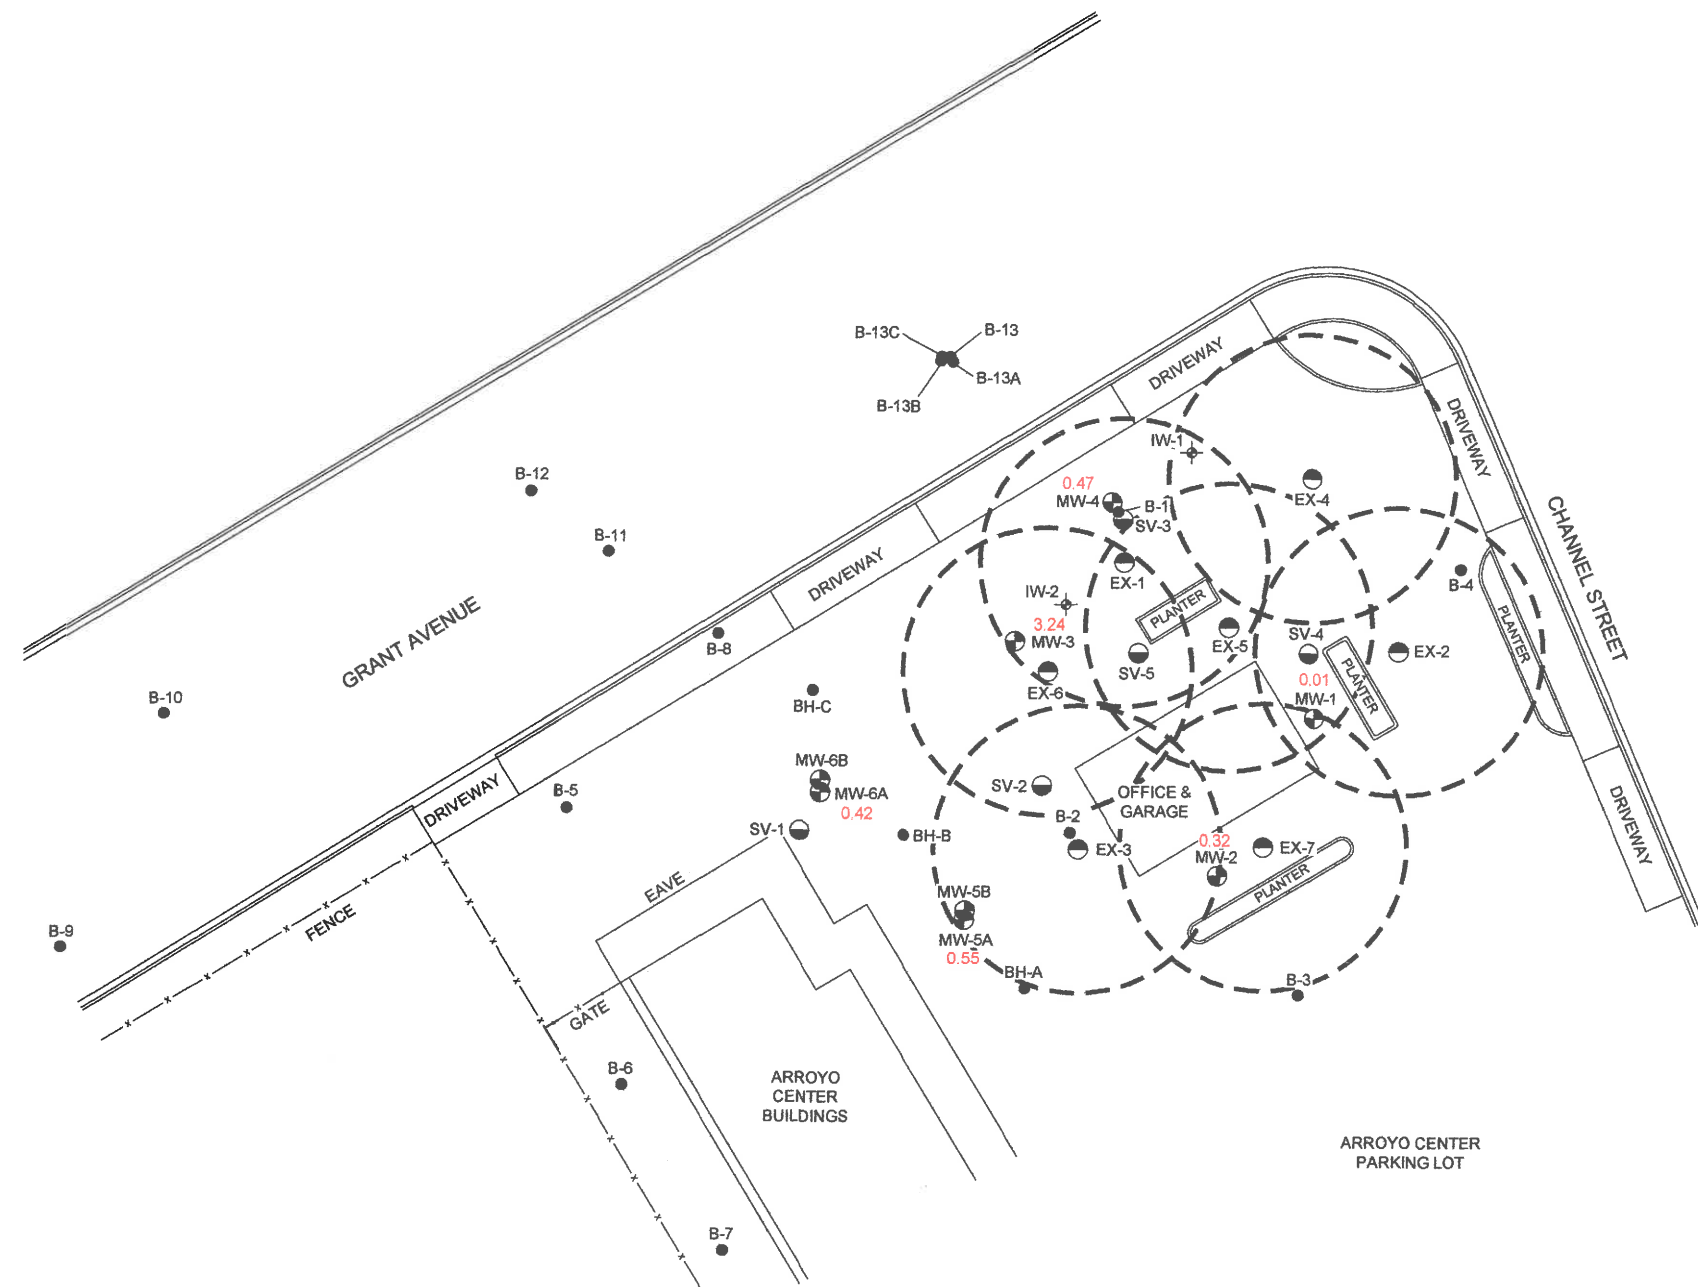 B-13C
B-13
B-13A
B-13B
DRIVEWAY
DRIVEWAY
IW-1
B-12
0.47
MW-4
B-1
SV-3
EX-4
CHANNEL STREET
B-11
EX-1
B-4
DRIVEWAY
IW-2
PLANTER
PLANTER
GRANT AVENUE
3.24
MW-3
B-8
SV-5
EX-5
SV-4
EX-2
0.01
MW-1
PLANTER
EX-6
B-10
BH-C
MW-6B
MW-6A
0.42
SV-2
OFFICE &
GARAGE
DRIVEWAY
B-5
DRIVEWAY
SV-1
BH-B
B-2
EX-3
0.32
MW-2
EX-7
PLANTER
EAVE
MW-5B
MW-5A
0.55
FENCE
B-9
BH-A
B-3
GATE
B-6
ARROYO
CENTER
BUILDINGS
ARROYO CENTER
PARKING LOT
B-7